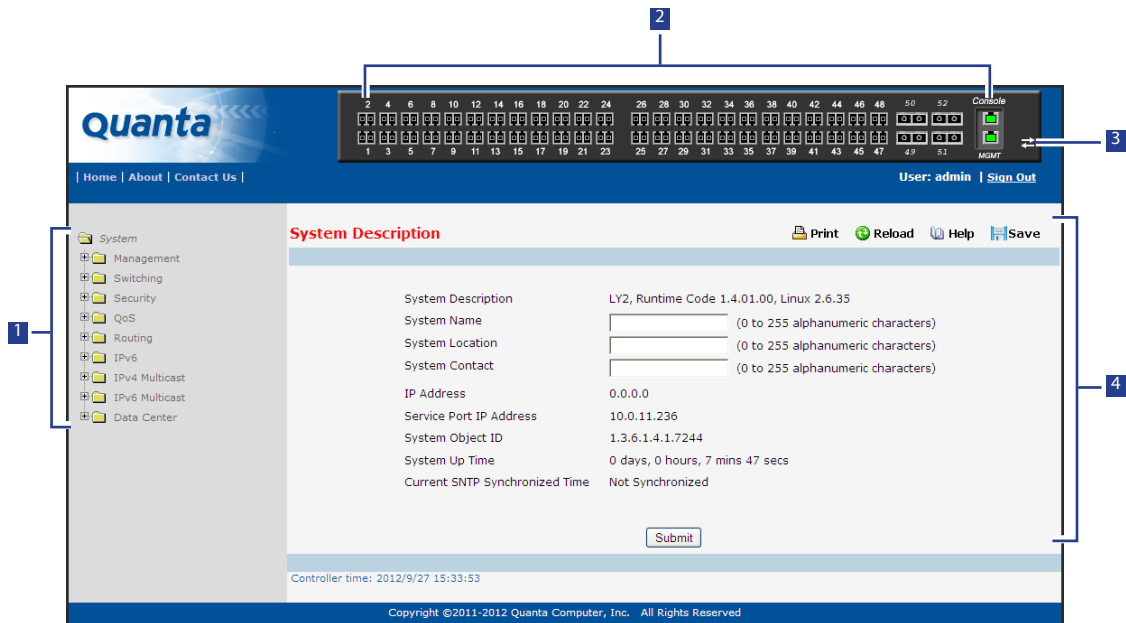 2
2 4 6 8 10 12 14 16 18 20 22 24 26 28 30 32 34 36 38 40 42 44 46 48 50 52 Console
Quanta
1 3 5 7 9 11 13 15 17 19 21 23 25 27 29 31 33 35 37 39 41 43 45 47 49 51 MGMT
3
| Home | About | Contact Us |
User: admin | Sign Out
System Description
Print Reload Help Save
1
System
Management
Switching
Security
QoS
Routing
IPv6
IPv4 Multicast
IPv6 Multicast
Data Center
System Description LY2, Runtime Code 1.4.01.00, Linux 2.6.35
System Name (0 to 255 alphanumeric characters)
System Location (0 to 255 alphanumeric characters)
System Contact (0 to 255 alphanumeric characters)
IP Address 0.0.0.0
Service Port IP Address 10.0.11.236
System Object ID 1.3.6.1.4.1.7244
System Up Time 0 days, 0 hours, 7 mins 47 secs
Current SNTP Synchronized Time Not Synchronized
4
Submit
Controller time: 2012/9/27 15:33:53
Copyright ©2011-2012 Quanta Computer, Inc. All Rights Reserved